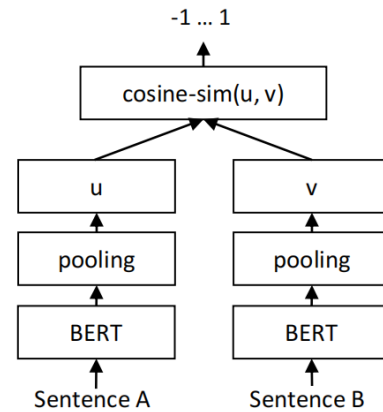 -1 … 1
cosine-sim(u, v)
u v
pooling pooling
BERT BERT
Sentence A Sentence B